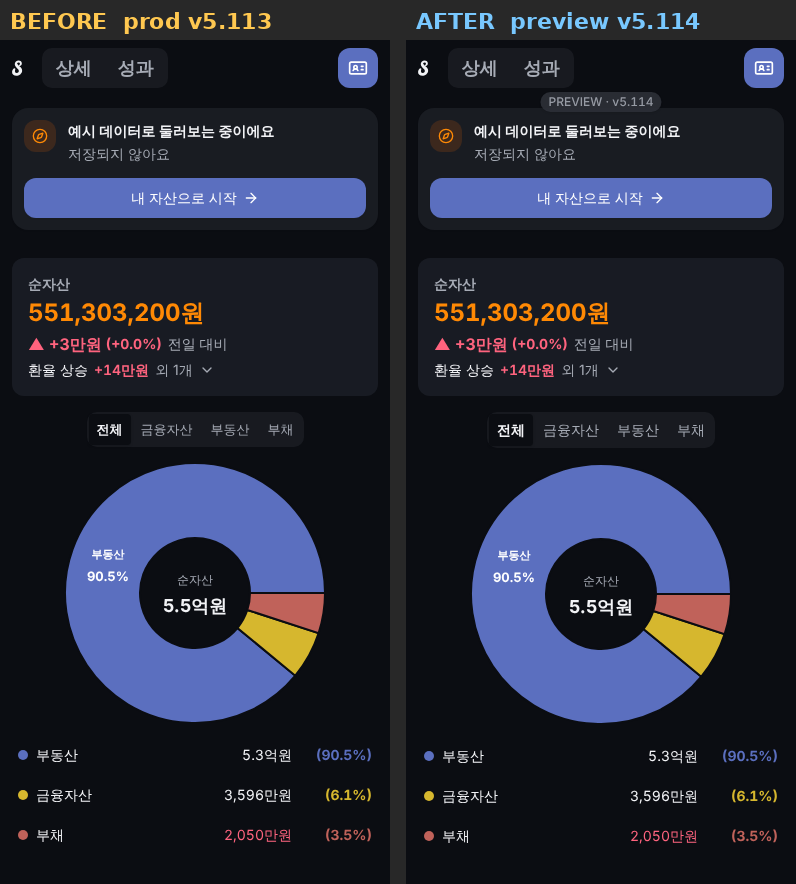 BEFORE prod v5.113
상세 성과
예시 데이터로 둘러보는 중이에요
저장되지 않아요
내 자산으로 시작 →
순자산
551,303,200원
▲ +3만원 (+0.0%) 전일 대비
환율 상승 +14만원 외 1개
전체 금융자산 부동산 부채
부동산
90.5%
순자산
5.5억원
부동산 5.3억원 (90.5%)
금융자산 3,596만원 (6.1%)
부채 2,050만원 (3.5%)
AFTER preview v5.114
상세 성과
PREVIEW · v5.114
예시 데이터로 둘러보는 중이에요
저장되지 않아요
내 자산으로 시작 →
순자산
551,303,200원
▲ +3만원 (+0.0%) 전일 대비
환율 상승 +14만원 외 1개
전체 금융자산 부동산 부채
부동산
90.5%
순자산
5.5억원
부동산 5.3억원 (90.5%)
금융자산 3,596만원 (6.1%)
부채 2,050만원 (3.5%)